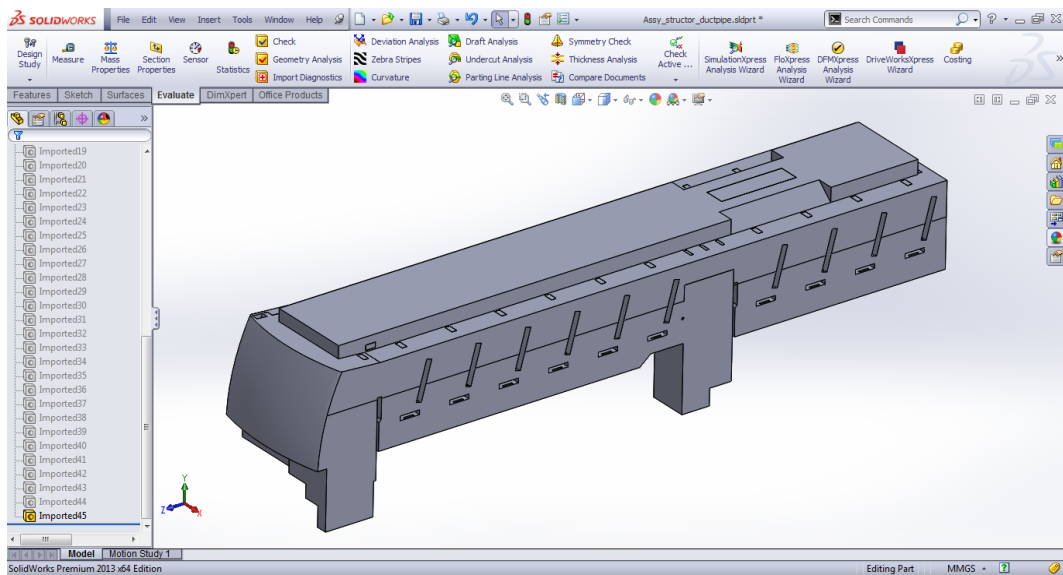 SOLIDWORKS File Edit View Insert Tools Window Help Assy_structor_ductpipe.sldprt * Search Commands ?
Design Study
Measure
Mass Properties
Section Properties
Sensor
Statistics
Check
Geometry Analysis
Import Diagnostics
Deviation Analysis
Zebra Stripes
Curvature
Draft Analysis
Undercut Analysis
Parting Line Analysis
Symmetry Check
Thickness Analysis
Compare Documents
Check Active ...
SimulationXpress Analysis Wizard
FloXpress Analysis Wizard
DFMXpress Analysis Wizard
DriveWorksXpress Wizard
Costing
Features Sketch Surfaces Evaluate DimXpert Office Products
Imported19
Imported20
Imported21
Imported22
Imported23
Imported24
Imported25
Imported26
Imported27
Imported28
Imported29
Imported30
Imported31
Imported32
Imported33
Imported34
Imported35
Imported36
Imported37
Imported38
Imported39
Imported40
Imported41
Imported42
Imported43
Imported44
Imported45
Y
Z
X
Model Motion Study 1
SolidWorks Premium 2013 x64 Edition Editing Part MMGS ?